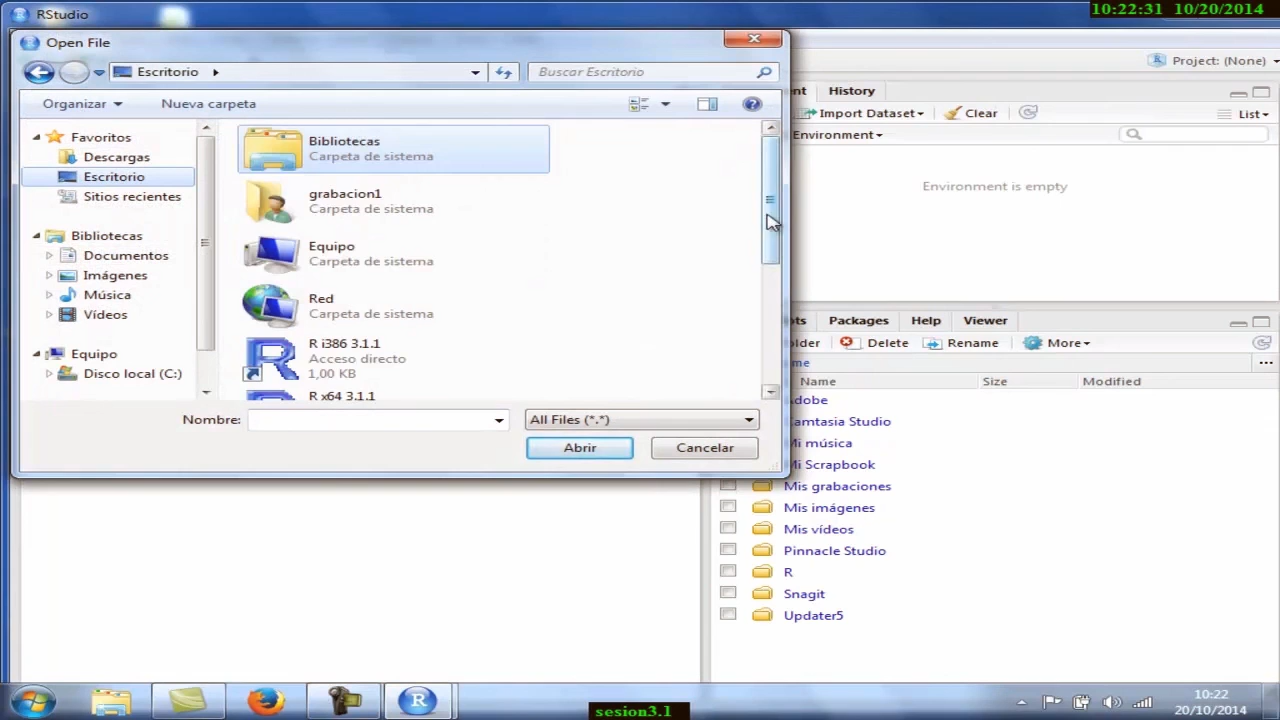 RStudio
10:22:31 10/20/2014
Open File
Escritorio
Buscar Escritorio
Project: (None)
Organizar
Nueva carpeta
History
Import Dataset
Clear
List
Environment
Environment is empty
Favoritos
Descargas
Escritorio
Sitios recientes
Bibliotecas
Documentos
Imágenes
Música
Vídeos
Equipo
Disco local (C:)
Bibliotecas
Carpeta de sistema
grabacion1
Carpeta de sistema
Equipo
Carpeta de sistema
Red
Carpeta de sistema
R i386 3.1.1
Acceso directo
1,00 KB
R x64 3.1.1
Nombre:
All Files (*.*)
Abrir
Cancelar
Packages
Help
Viewer
Delete
Rename
More
Name
Size
Modified
Adobe
Camtasia Studio
Mi música
Mi Scrapbook
Mis grabaciones
Mis imágenes
Mis vídeos
Pinnacle Studio
R
Snagit
Updater5
sesion3.1
10:22
20/10/2014